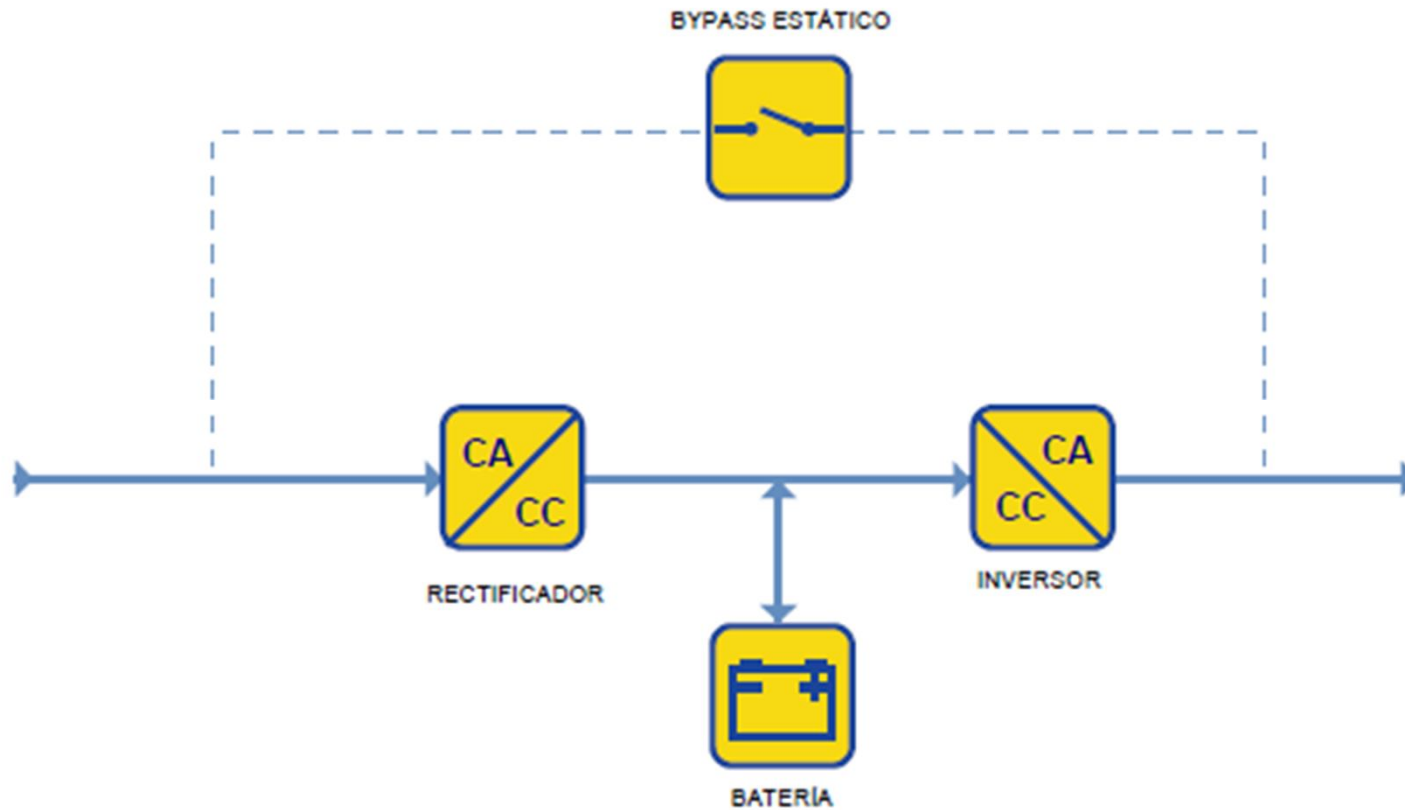 BYPASS ESTÁTICO
CA
CC
CA
CC
RECTIFICADOR
INVERSOR
BATERÍA